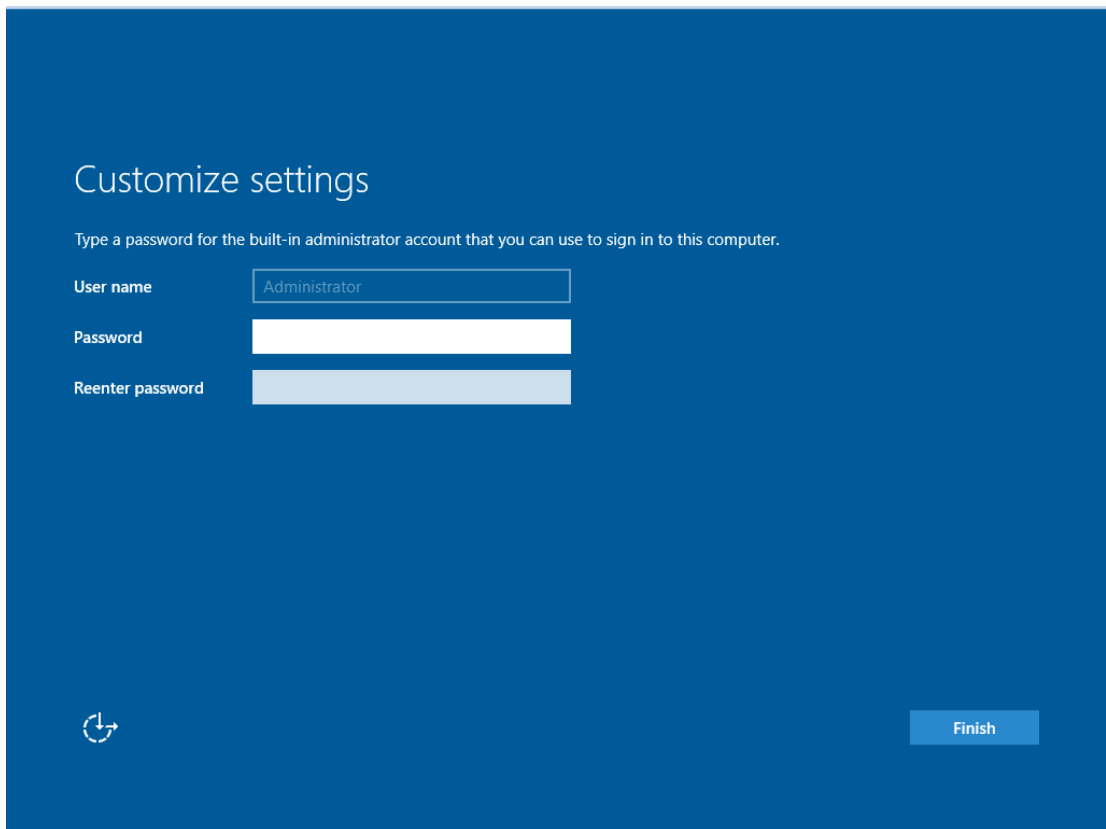 Customize settings
Type a password for the built-in administrator account that you can use to sign in to this computer.
User name Administrator
Password
Reenter password
Finish